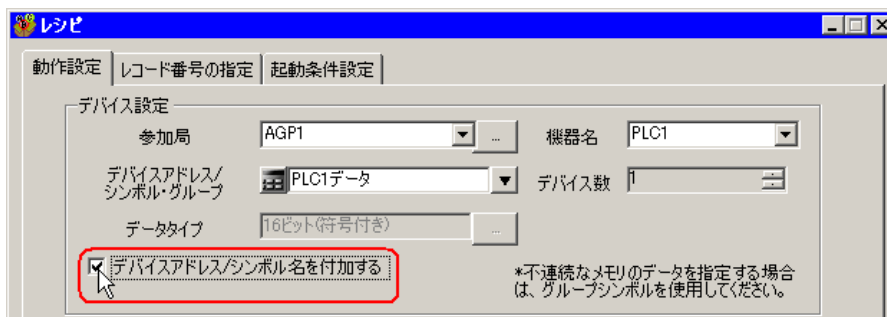 レシピ
動作設定 レコード番号の指定 起動条件設定
デバイス設定
参加局 AGP1 ... 機器名 PLC1
デバイスアドレス/
シンボル・グループ PLC1データ デバイス数 1
データタイプ 16ビット(符号付き) ...
デバイスアドレス/シンボル名を付加する
*不連続なメモリのデータを指定する場合
は、グループシンボルを使用してください。